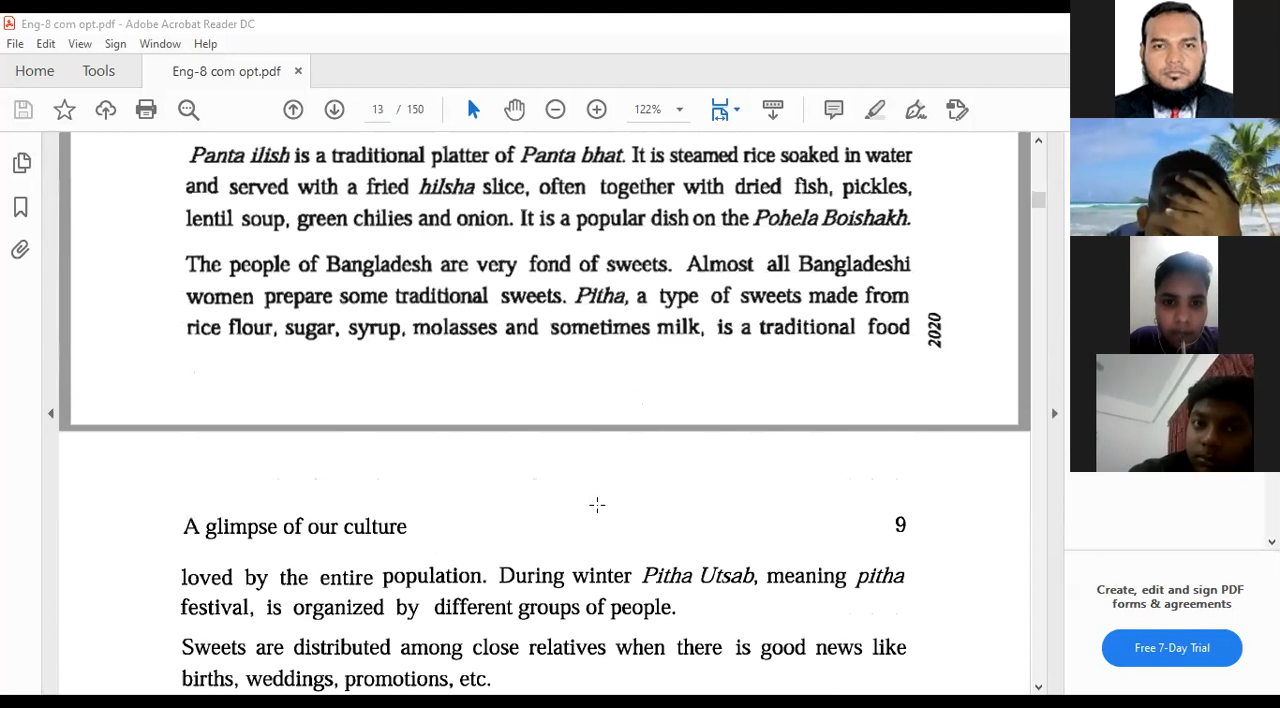 Eng-8 com opt.pdf - Adobe Acrobat Reader DC
File Edit View Sign Window Help
Home Tools Eng-8 com opt.pdf ×
13 / 150 122%
Panta ilish is a traditional platter of Panta bhat. It is steamed rice soaked in water
and served with a fried hilsha slice, often together with dried fish, pickles,
lentil soup, green chilies and onion. It is a popular dish on the Pohela Boishakh.
The people of Bangladesh are very fond of sweets. Almost all Bangladeshi
women prepare some traditional sweets. Pitha, a type of sweets made from
rice flour, sugar, syrup, molasses and sometimes milk, is a traditional food
2020
A glimpse of our culture 9
loved by the entire population. During winter Pitha Utsab, meaning pitha
festival, is organized by different groups of people.
Sweets are distributed among close relatives when there is good news like
births, weddings, promotions, etc.
Create, edit and sign PDF
forms & agreements
Free 7-Day Trial